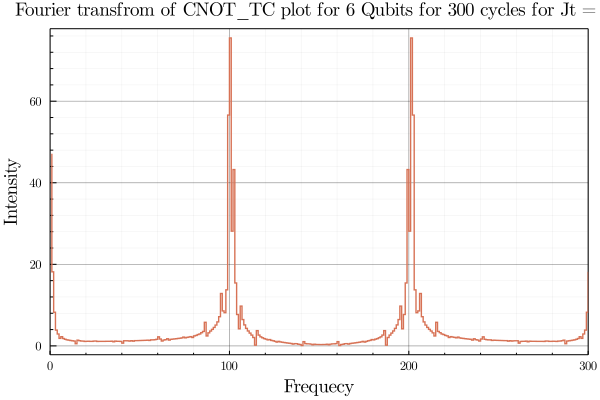 Fourier transfrom of CNOT_TC plot for 6 Qubits for 300 cycles for Jt =
Intensity
60
40
20
0
0 100 200 300
Frequecy